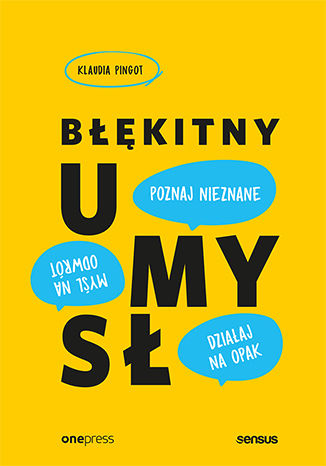 KLAUDIA PINGOT
BŁĘKITNY
U
POZNAJ NIEZNANE
MY
MYŚL NA
ODWRÓT
SŁ
DZIAŁAJ
NA OPAK
onepress
sensus